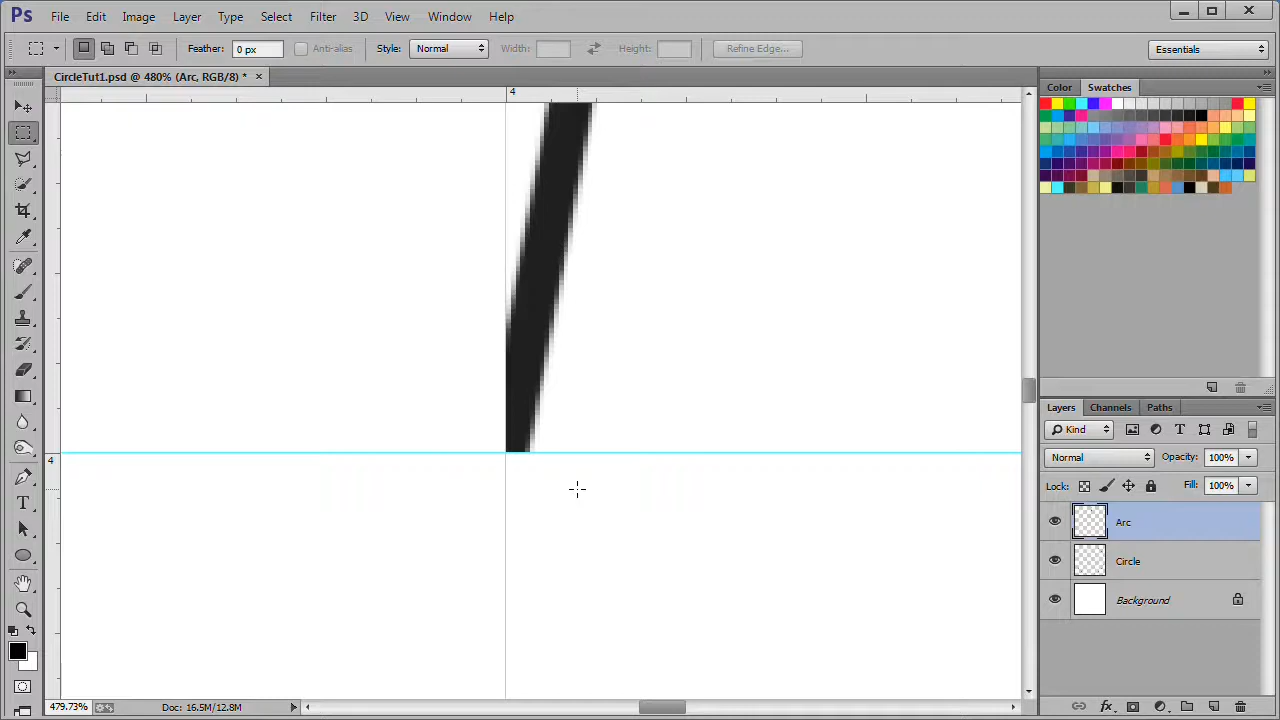 Ps File Edit Image Layer Type Select Filter 3D View Window Help
Feather: 0 px Anti-alias Style: Normal Width: Height: Refine Edge... Essentials
CircleTut1.psd @ 480% (Arc, RGB/8) * ×
Color Swatches
4
4
Layers Channels Paths
Kind
Normal Opacity: 100%
Lock: Fill: 100%
Arc
Circle
Background
479.73% Doc: 16.5M/12.8M